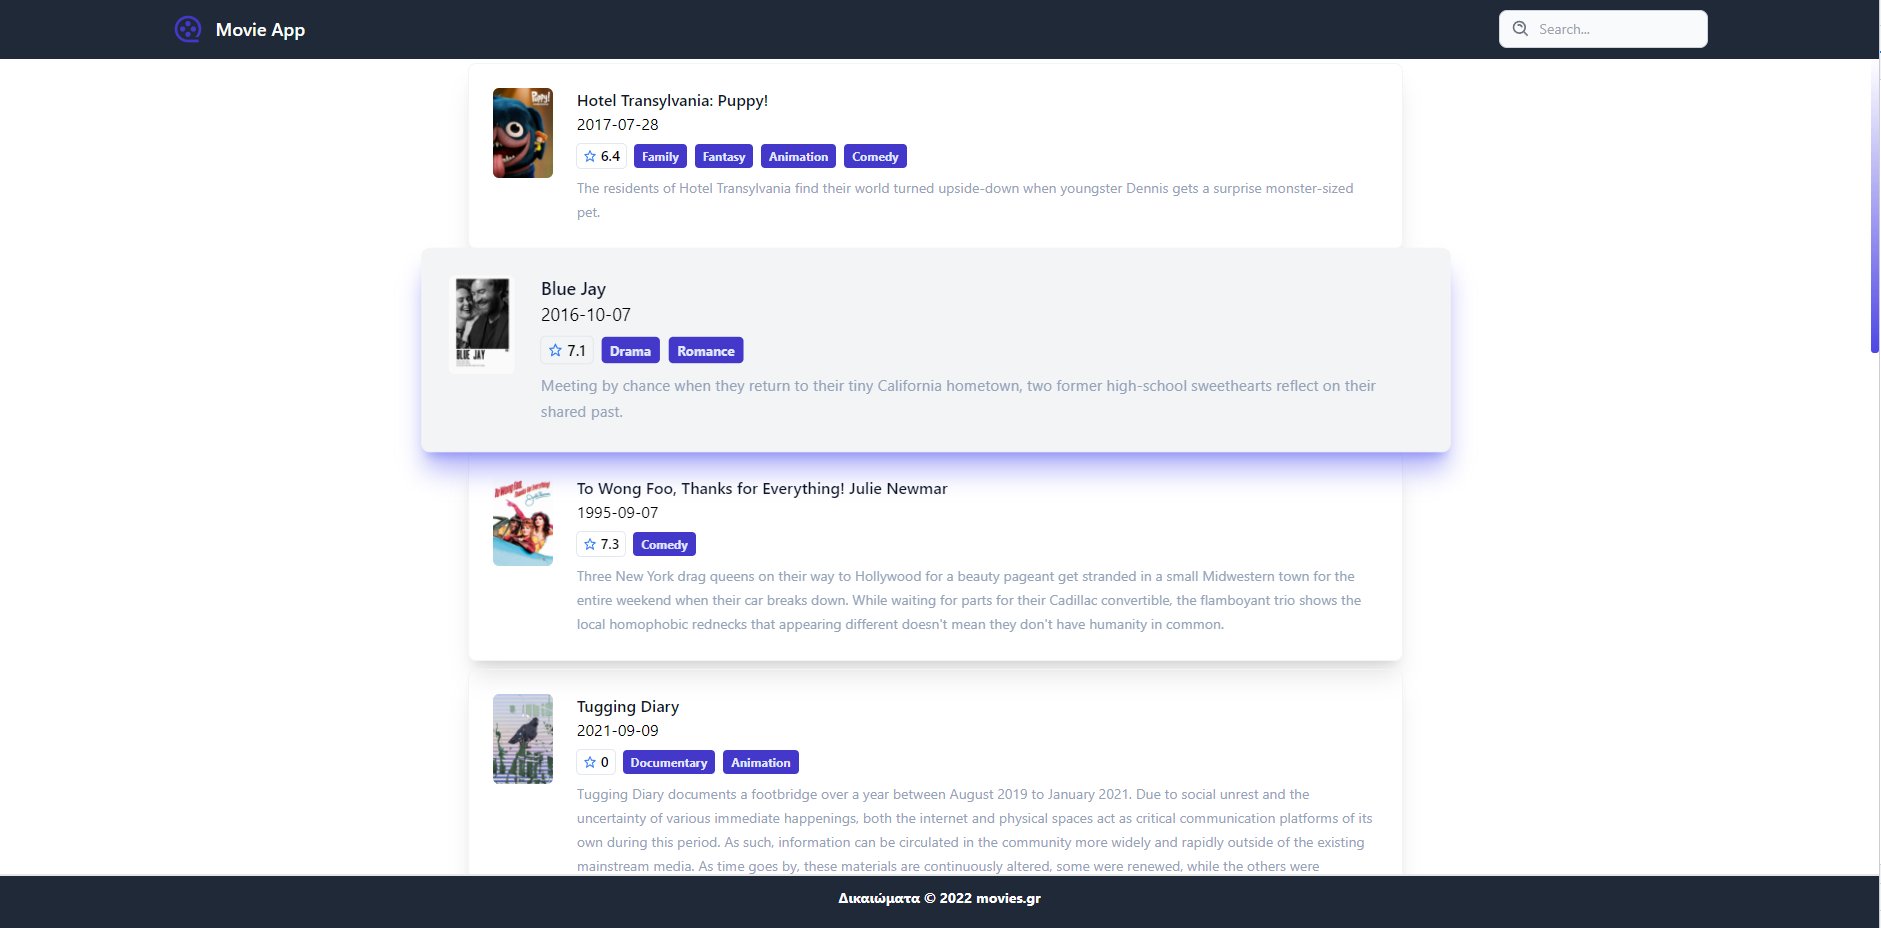 Movie App
Search...
Puppy!
Hotel Transylvania: Puppy!
2017-07-28
6.4 Family Fantasy Animation Comedy
The residents of Hotel Transylvania find their world turned upside-down when youngster Dennis gets a surprise monster-sized
pet.
BLUE JAY
Blue Jay
2016-10-07
7.1 Drama Romance
Meeting by chance when they return to their tiny California hometown, two former high-school sweethearts reflect on their
shared past.
To Wong Foo, Thanks for Everything! Julie Newmar
1995-09-07
7.3 Comedy
Three New York drag queens on their way to Hollywood for a beauty pageant get stranded in a small Midwestern town for the
entire weekend when their car breaks down. While waiting for parts for their Cadillac convertible, the flamboyant trio shows the
local homophobic rednecks that appearing different doesn't mean they don't have humanity in common.
Tugging Diary
2021-09-09
0 Documentary Animation
Tugging Diary documents a footbridge over a year between August 2019 to January 2021. Due to social unrest and the
uncertainty of various immediate happenings, both the internet and physical spaces act as critical communication platforms of its
own during this period. As such, information can be circulated in the community more widely and rapidly outside of the existing
mainstream media. As time goes by, these materials are continuously altered, some were renewed, while the others were
Δικαιώματα © 2022 movies.gr